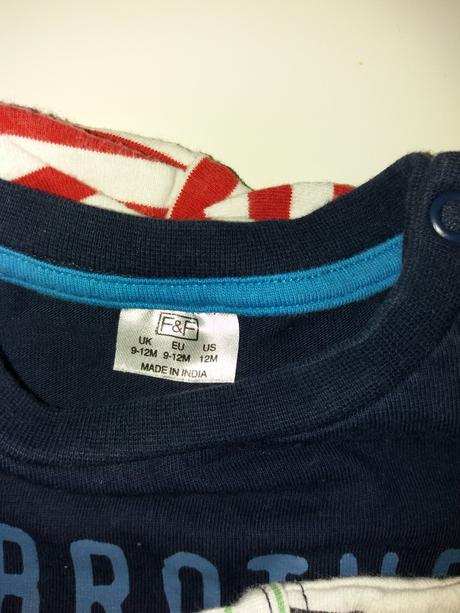 F&F
UK EU US
9-12M 9-12M 12M
MADE IN INDIA